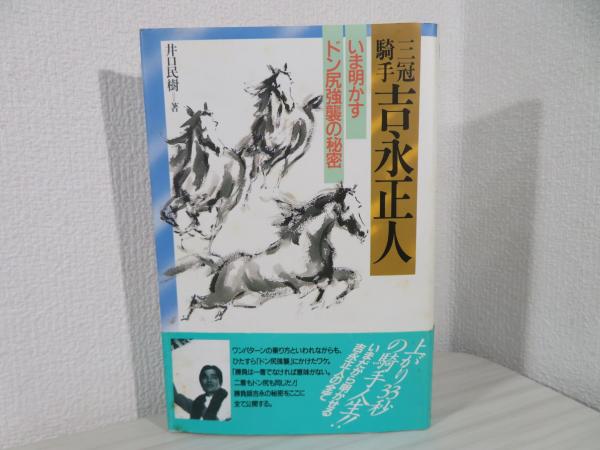 三冠
騎手
吉永正人
いま明かす
ドン尻強襲の秘密
井口民樹 著
上がり33秒
の騎手人生!!
いまだから明かせる
吉永正人の全て
ワンパターンの乗り方といわれながらも、
ひたすら「ドン尻強襲」にかけたワケ。
「勝負は一着でなければ意味がない。
二着もドン尻も同じだ!」
勝負師吉永の秘密をここに
全て公開する。